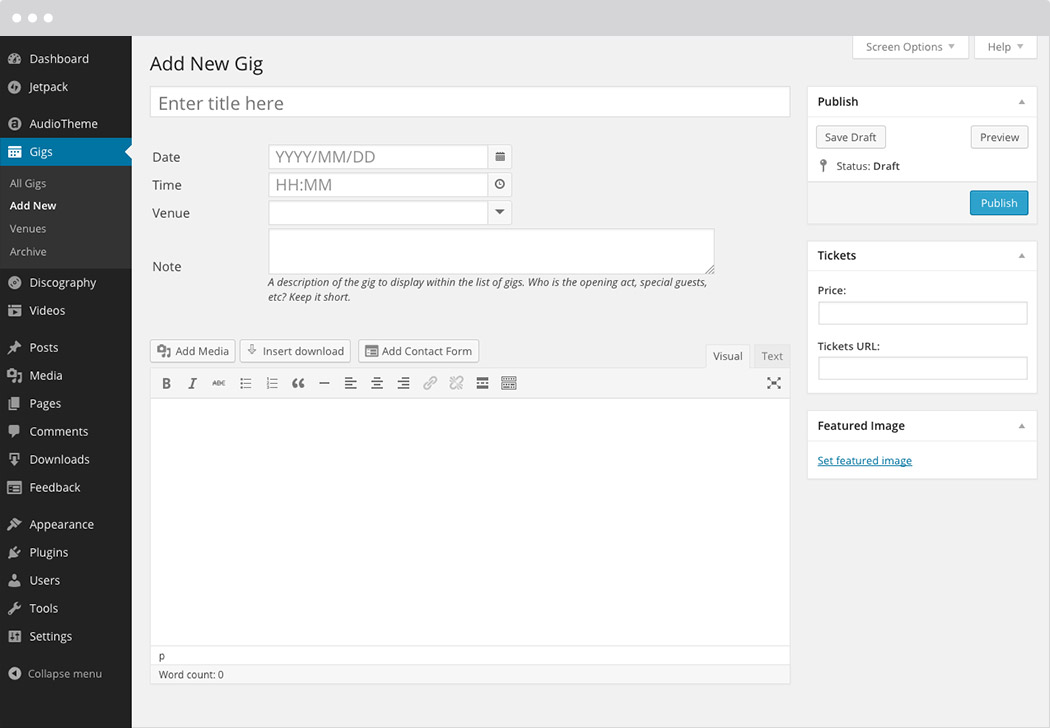 Dashboard
Jetpack
AudioTheme
Gigs
All Gigs
Add New
Venues
Archive
Discography
Videos
Posts
Media
Pages
Comments
Downloads
Feedback
Appearance
Plugins
Users
Tools
Settings
Collapse menu
Screen Options
Help
Add New Gig
Enter title here
Date
YYYY/MM/DD
Time
HH:MM
Venue
Note
A description of the gig to display within the list of gigs. Who is the opening act, special guests,
etc? Keep it short.
Add Media
Insert download
Add Contact Form
Visual
Text
B I ABC
p
Word count: 0
Publish
Save Draft
Preview
Status: Draft
Publish
Tickets
Price:
Tickets URL:
Featured Image
Set featured image